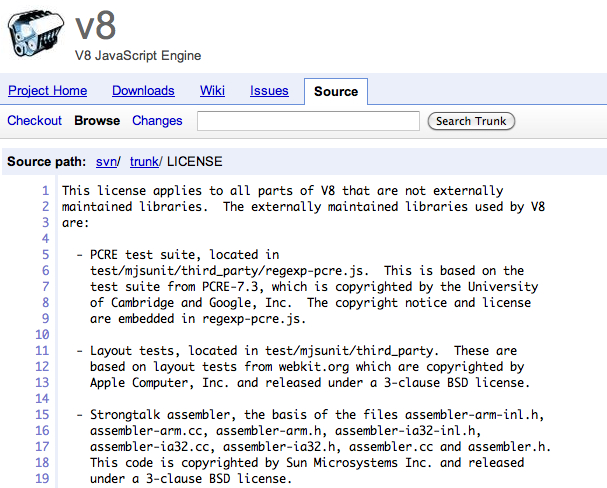 v8
V8 JavaScript Engine
Project Home Downloads Wiki Issues Source
Checkout Browse Changes Search Trunk
Source path: svn/ trunk/ LICENSE
1 This license applies to all parts of V8 that are not externally
2 maintained libraries. The externally maintained libraries used by V8
3 are:
4
5 - PCRE test suite, located in
6 test/mjsunit/third_party/regexp-pcre.js. This is based on the
7 test suite from PCRE-7.3, which is copyrighted by the University
8 of Cambridge and Google, Inc. The copyright notice and license
9 are embedded in regexp-pcre.js.
10
11 - Layout tests, located in test/mjsunit/third_party. These are
12 based on layout tests from webkit.org which are copyrighted by
13 Apple Computer, Inc. and released under a 3-clause BSD license.
14
15 - Strongtalk assembler, the basis of the files assembler-arm-inl.h,
16 assembler-arm.cc, assembler-arm.h, assembler-ia32-inl.h,
17 assembler-ia32.cc, assembler-ia32.h, assembler.cc and assembler.h.
18 This code is copyrighted by Sun Microsystems Inc. and released
19 under a 3-clause BSD license.